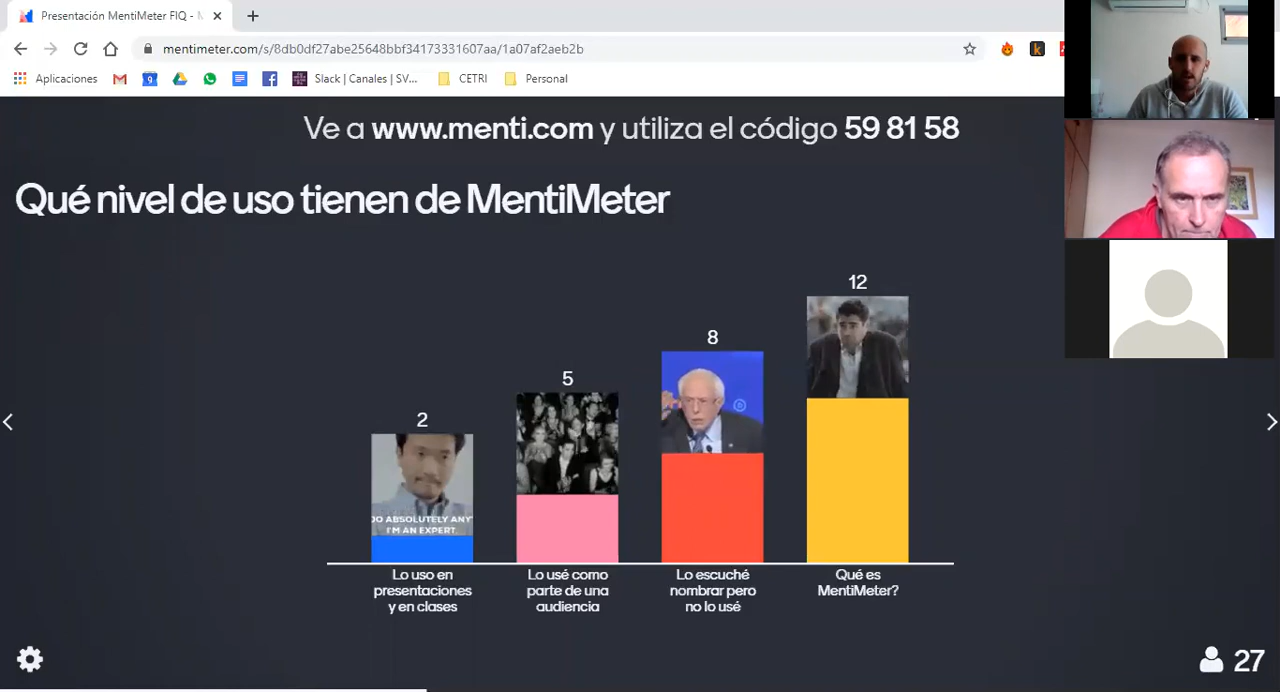 Presentación MentiMeter FIQ - M
mentimeter.com/s/8db0df27abe25648bbf34173331607aa/1a07af2aeb2b
Aplicaciones
Slack | Canales | SV...
CETRI
Personal
Ve a www.menti.com y utiliza el código 59 81 58
Qué nivel de uso tienen de MentiMeter
2
5
8
12
DO ABSOLUTELY ANY
I'M AN EXPERT.
Lo uso en
presentaciones
y en clases
Lo usé como
parte de una
audiencia
Lo escuché
nombrar pero
no lo usé
Qué es
MentiMeter?
27